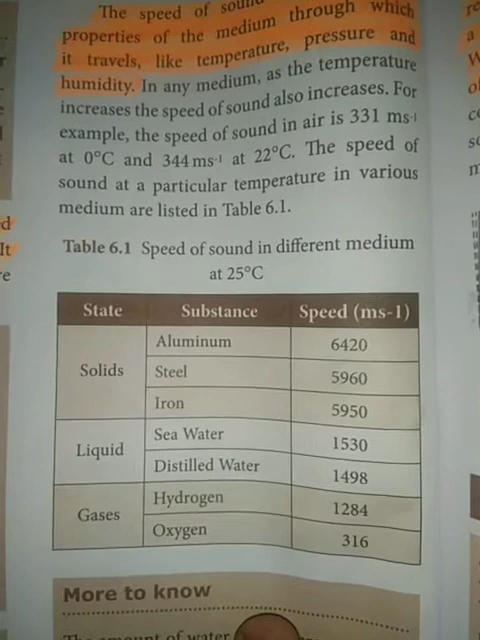 The speed of sound
properties of the medium through which
it travels, like temperature, pressure and
humidity. In any medium, as the temperature
increases the speed of sound also increases. For
example, the speed of sound in air is 331 ms-1
at 0°C and 344 ms-1 at 22°C. The speed of
sound at a particular temperature in various
medium are listed in Table 6.1.
Table 6.1 Speed of sound in different medium
at 25°C
State Substance Speed (ms-1)
Solids Aluminum 6420
Steel 5960
Iron 5950
Liquid Sea Water 1530
Distilled Water 1498
Gases Hydrogen 1284
Oxygen 316
More to know
The amount of water